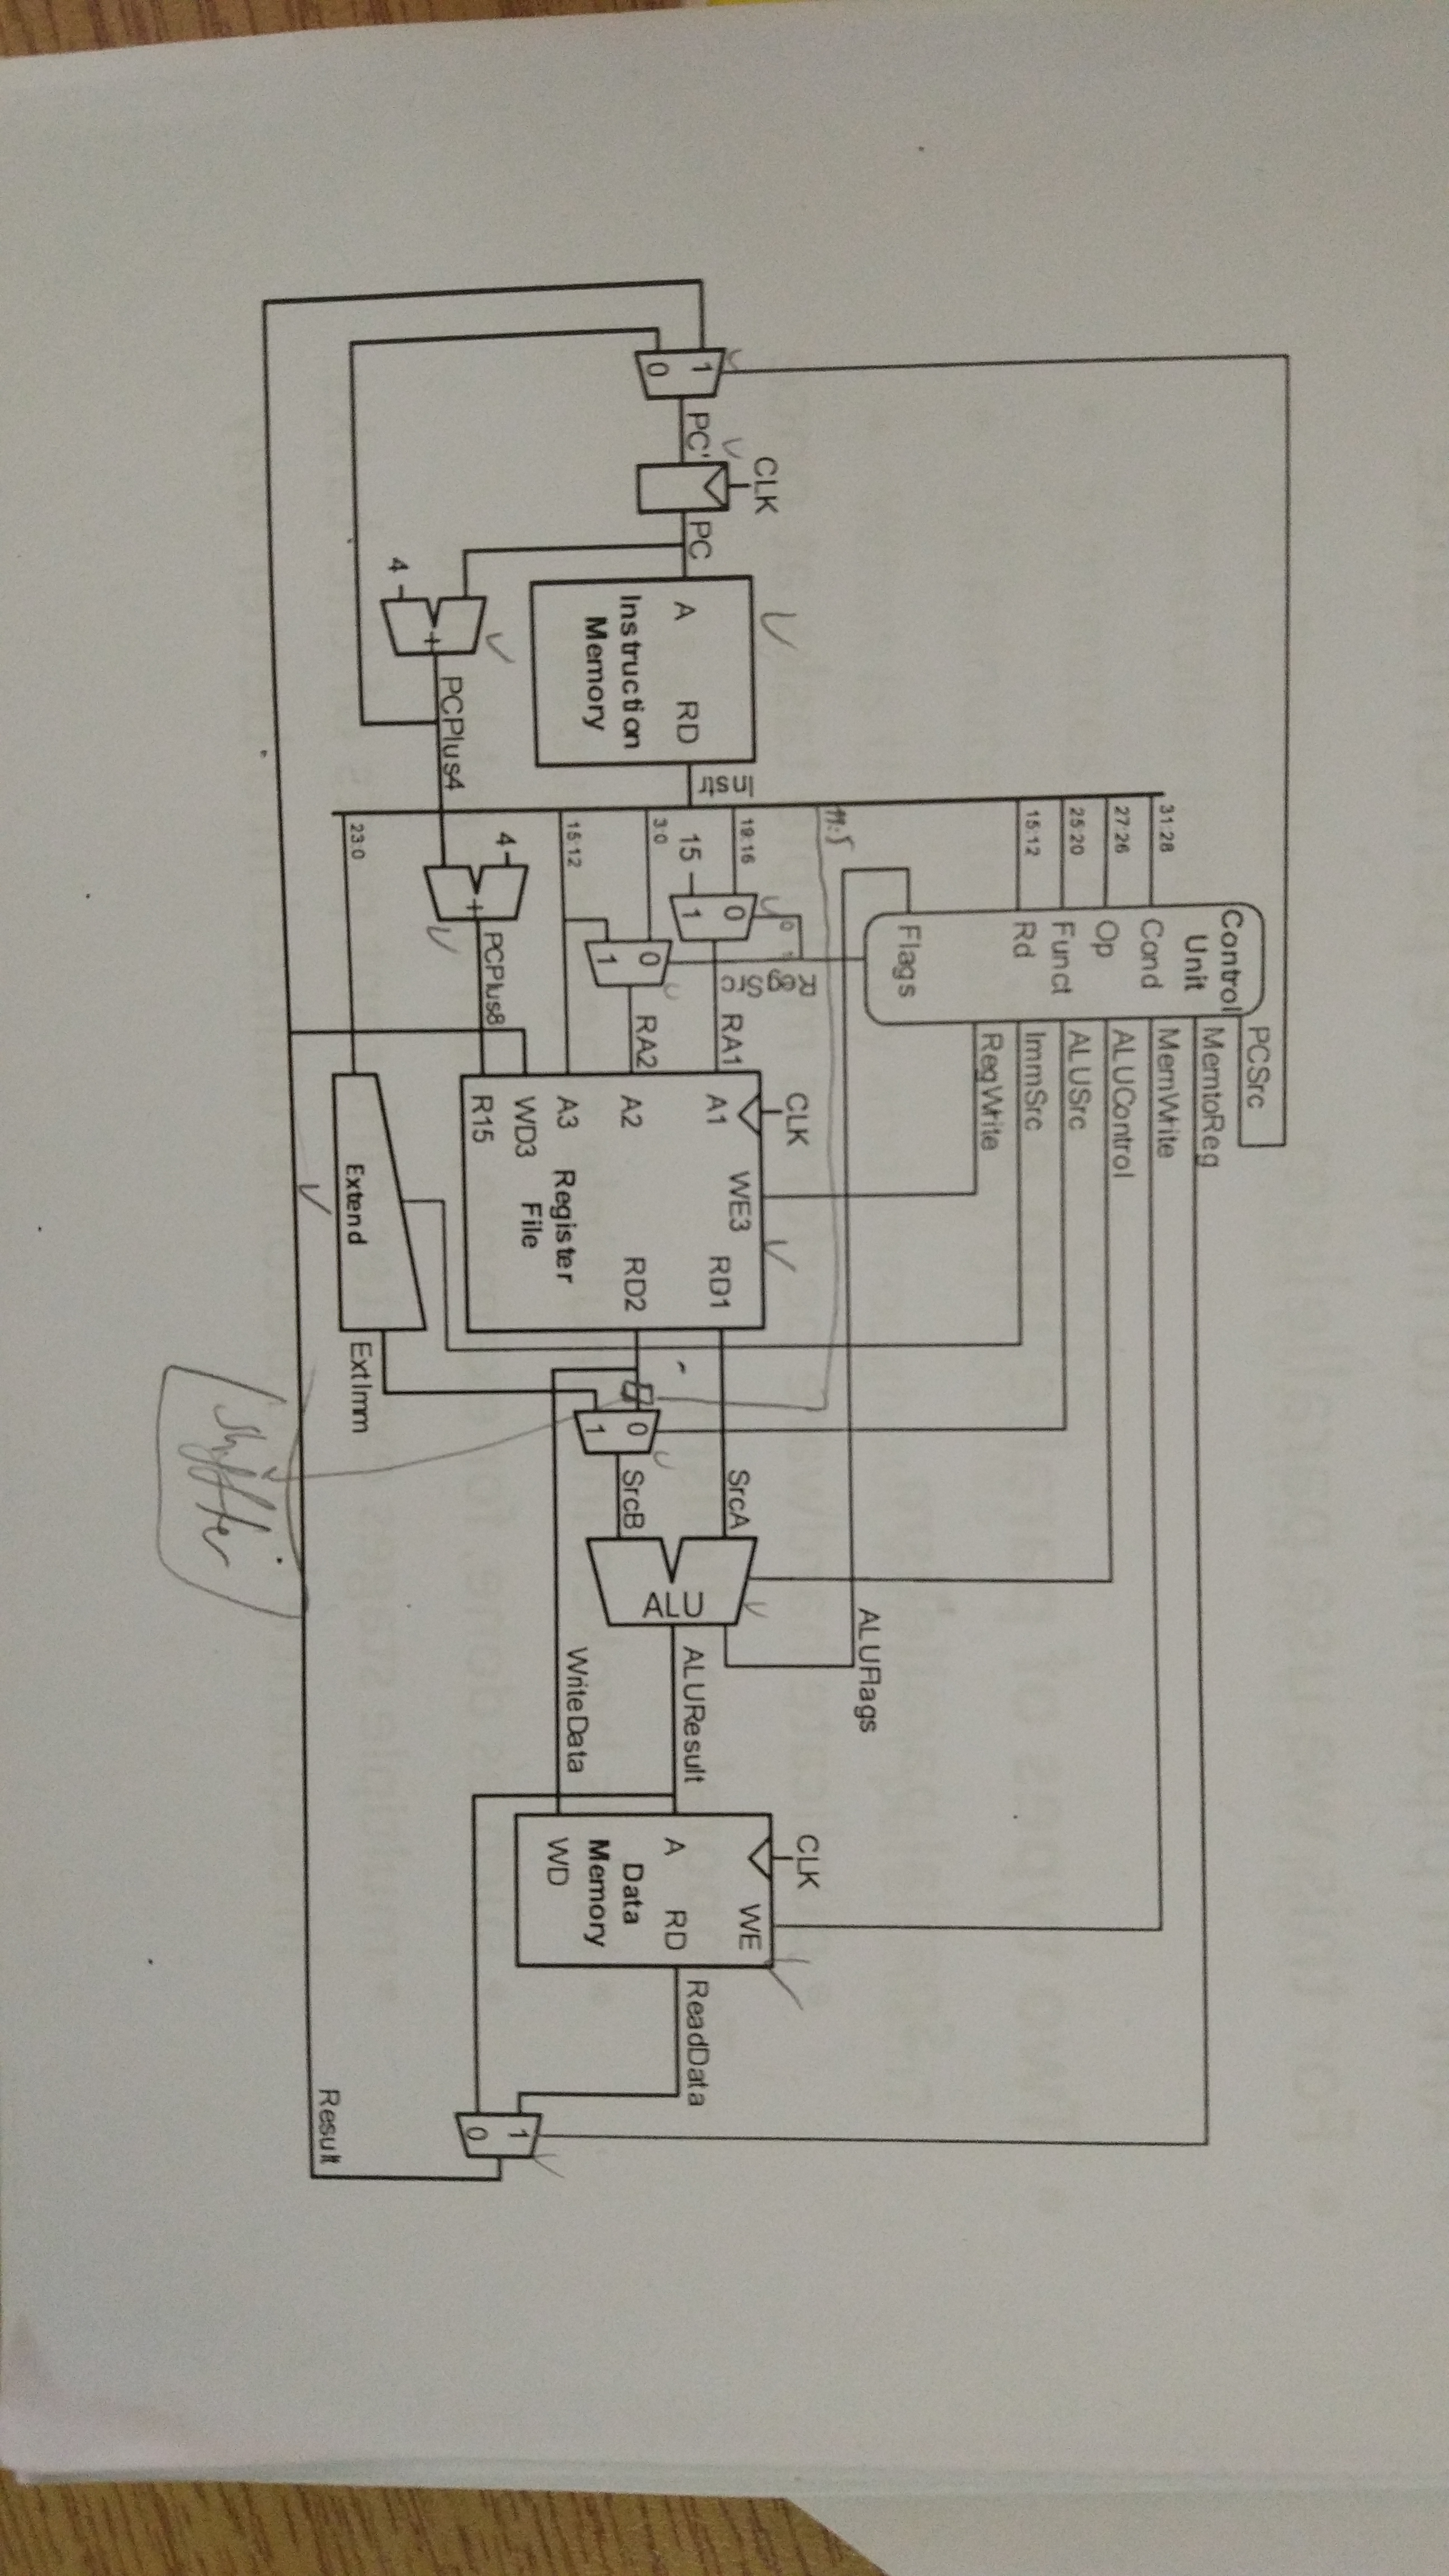 PCSrc
Control
Unit
MemtoReg
MemWrite
31:28
Cond
ALUControl
27:26
Op
ALUSrc
25:20
Funct
ImmSrc
15:12
Rd
RegWrite
Flags
ALUFlags
11:5
RegSrc
CLK
CLK
CLK
Instr
19:16
0
RA1
A1
WE3
RD1
SrcA
WE
1
PC'
PC
A
RD
15
1
ALU
ALUResult
A
RD
ReadData
0
3:0
0
RA2
A2
RD2
0
SrcB
Data
Memory
Instruction
Memory
1
1
15:12
A3
Register
File
WriteData
WD
4
PCPlus8
WD3
R15
+
1
0
PCPlus4
+
4
23:0
Extend
ExtImm
Result
Shifter